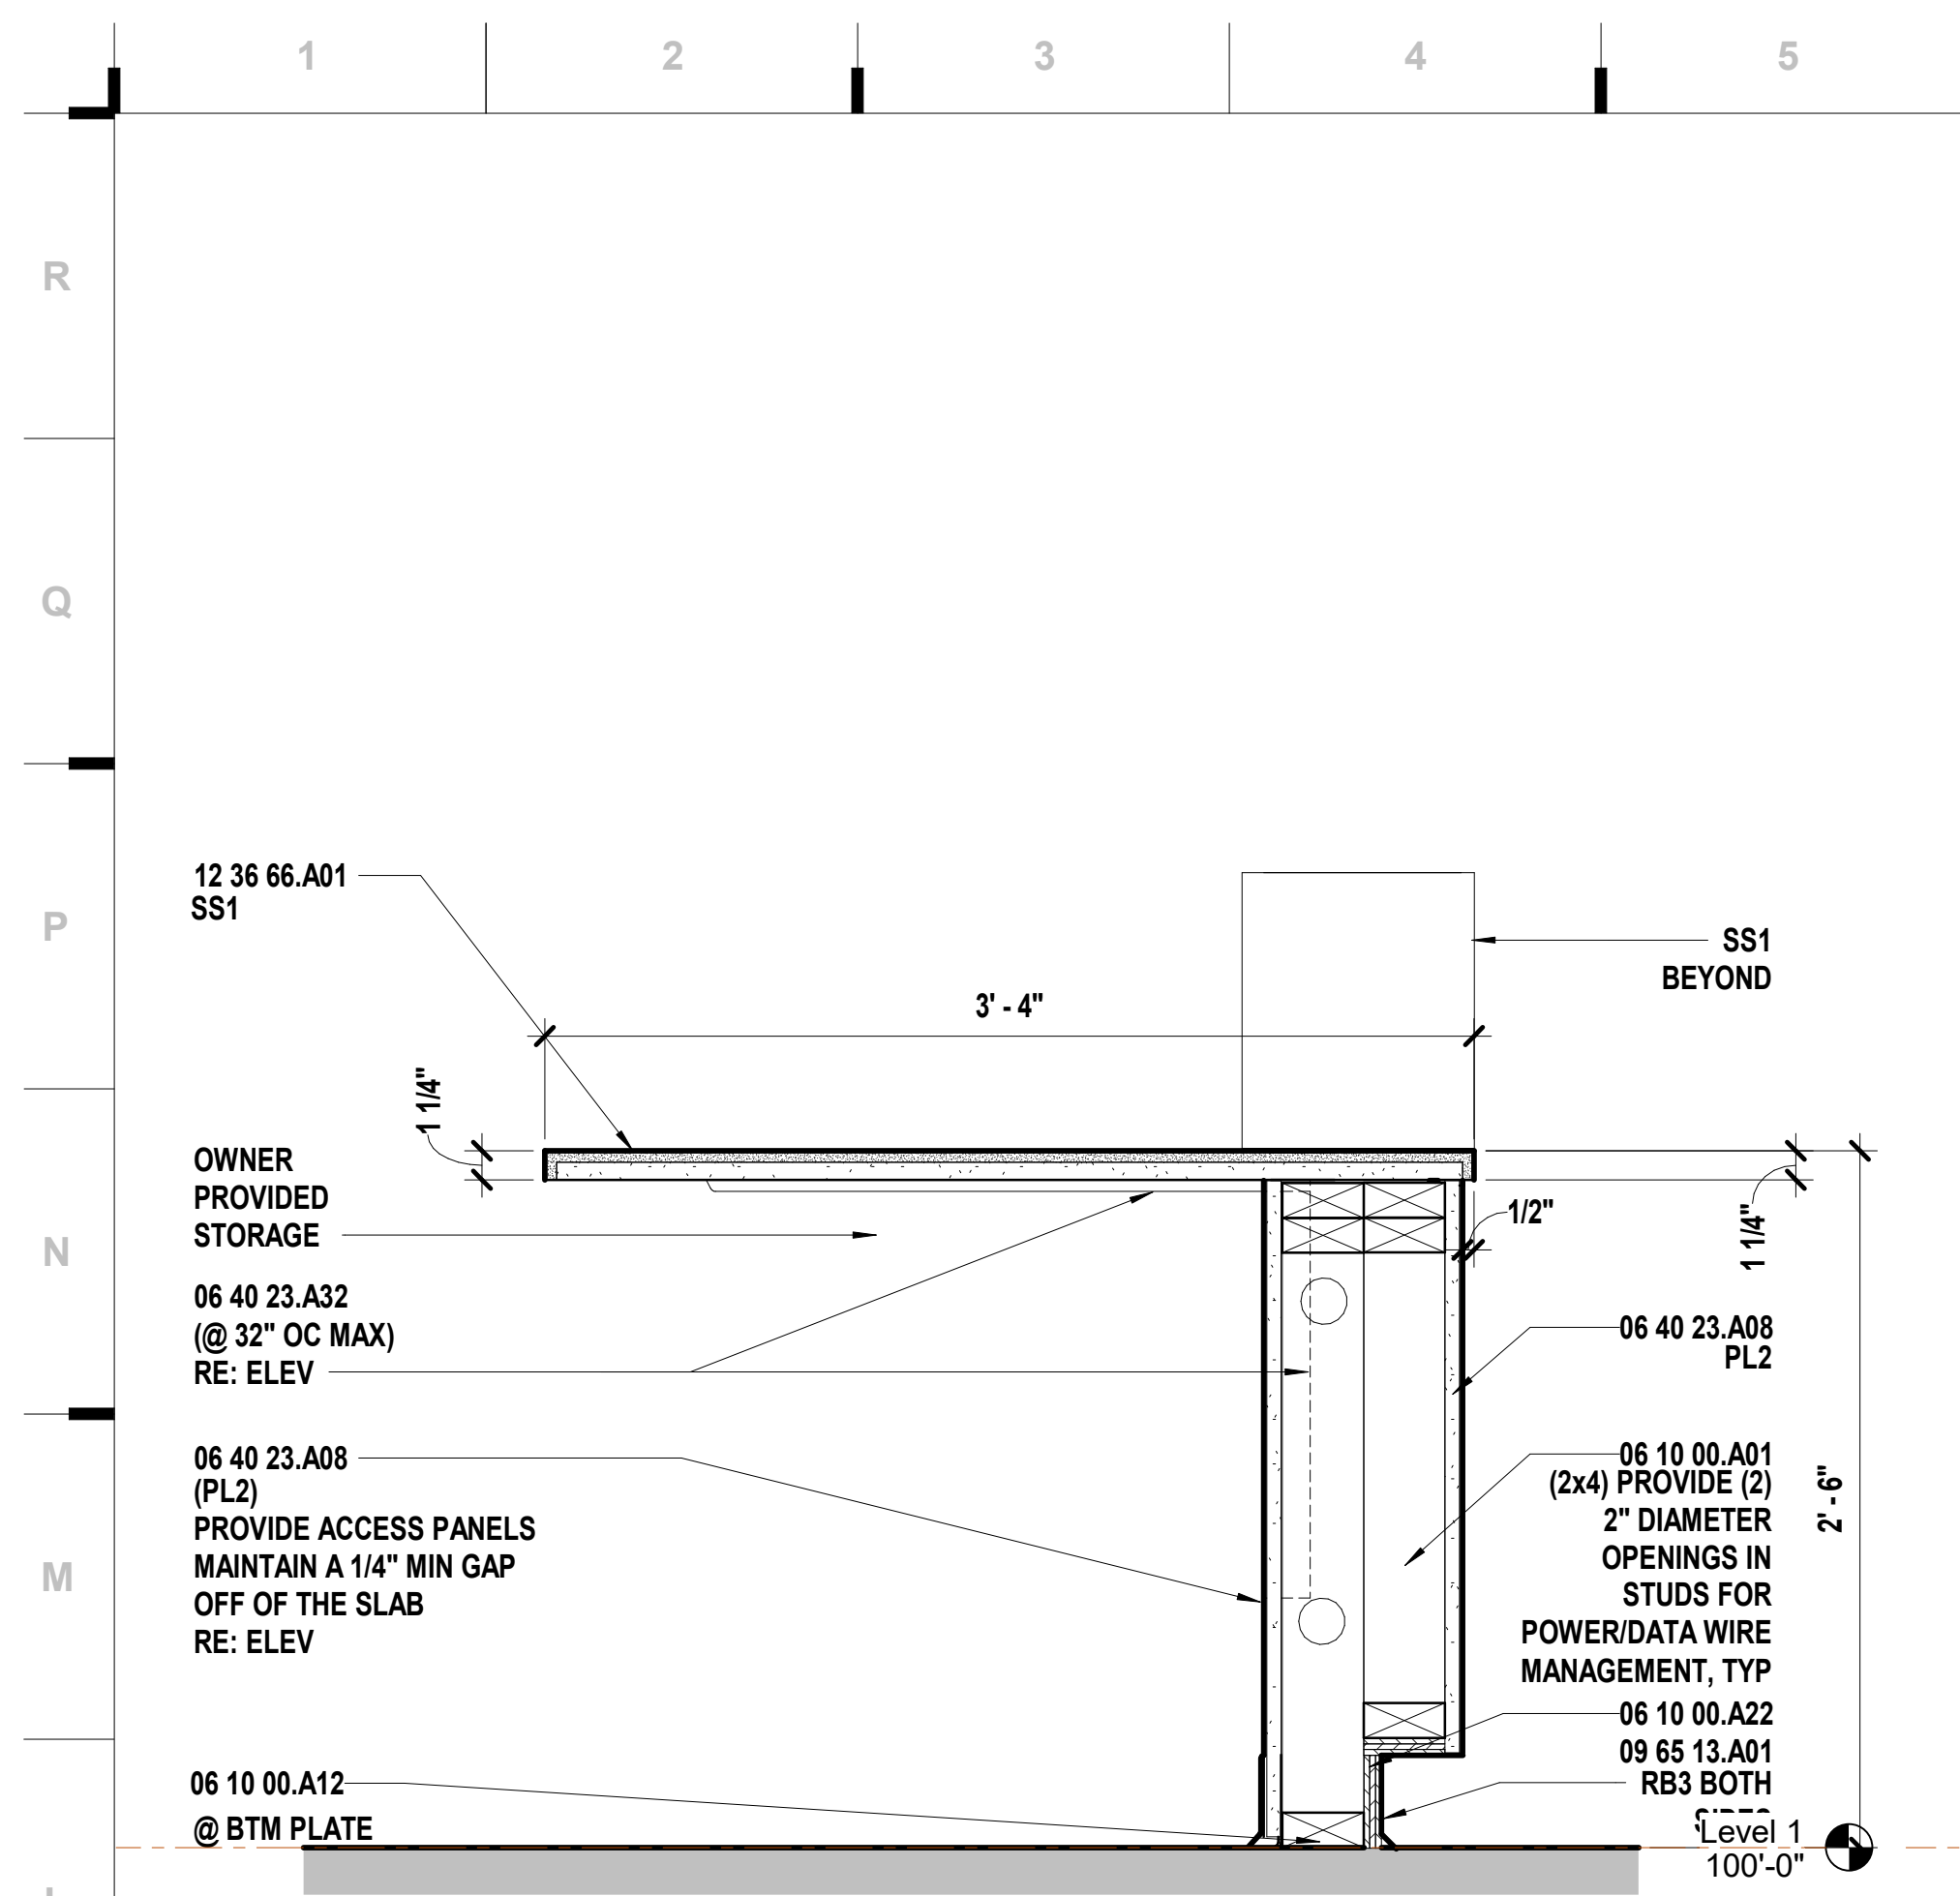 1 2 3 4 5
R
Q
P
N
M
12 36 66.A01
SS1
SS1
BEYOND
3' - 4"
1 1/4"
OWNER
PROVIDED
STORAGE
1/2"
1 1/4"
06 40 23.A32
(@ 32" OC MAX)
RE: ELEV
06 40 23.A08
PL2
06 40 23.A08
(PL2)
PROVIDE ACCESS PANELS
MAINTAIN A 1/4" MIN GAP
OFF OF THE SLAB
RE: ELEV
06 10 00.A01
(2x4) PROVIDE (2)
2" DIAMETER
OPENINGS IN
STUDS FOR
POWER/DATA WIRE
MANAGEMENT, TYP
2' - 6"
06 10 00.A22
09 65 13.A01
RB3 BOTH
06 10 00.A12
@ BTM PLATE
Level 1
100'-0"